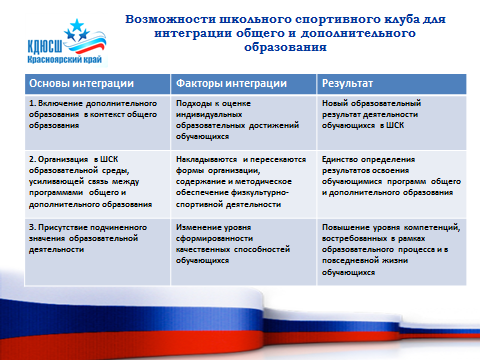 КДЮСШ
Красноярский край
Возможности школьного спортивного клуба для
интеграции общего и дополнительного
образования
Основы интеграции
Факторы интеграции
Результат
1. Включение дополнительного
образования в контекст общего
образования
Подходы к оценке
индивидуальных
образовательных достижений
обучающихся
Новый образовательный
результат деятельности
обучающихся в ШСК
2. Организация в ШСК
образовательной среды,
усиливающей связь между
программами общего и
дополнительного образования
Накладываются и пересекаются
формы организации,
содержание и методическое
обеспечение физкультурно-
спортивной деятельности
Единство определения
результатов освоения
обучающимися программ общего
и дополнительного образования
3. Присутствие подчиненного
значения образовательной
деятельности
Изменение уровня
сформированности
качественных способностей
обучающихся
Повышение уровня компетенций,
востребованных в рамках
образовательного процесса и в
повседневной жизни
обучающихся